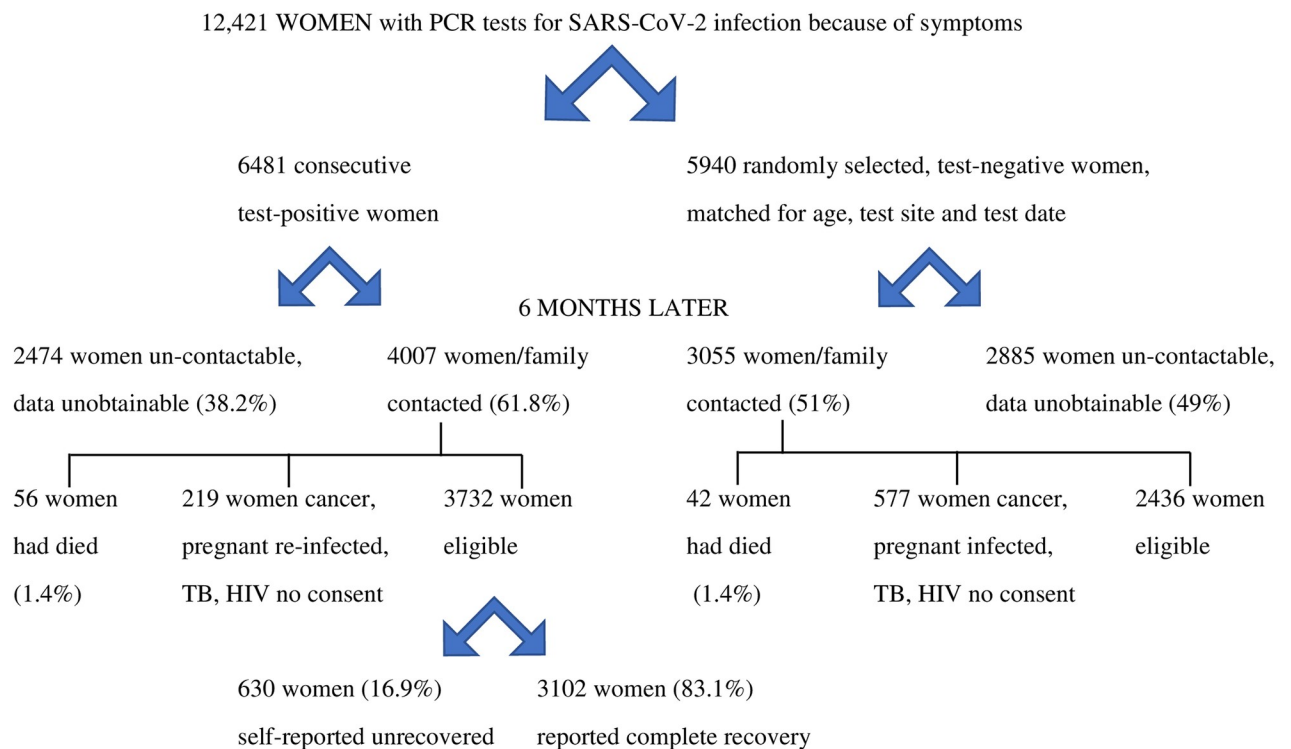 12,421 WOMEN with PCR tests for SARS-CoV-2 infection because of symptoms
6481 consecutive
test-positive women
5940 randomly selected, test-negative women,
matched for age, test site and test date
6 MONTHS LATER
2474 women un-contactable,
data unobtainable (38.2%)
4007 women/family
contacted (61.8%)
3055 women/family
contacted (51%)
2885 women un-contactable,
data unobtainable (49%)
56 women
had died
(1.4%)
219 women cancer,
pregnant re-infected,
TB, HIV no consent
3732 women
eligible
42 women
had died
(1.4%)
577 women cancer,
pregnant infected,
TB, HIV no consent
2436 women
eligible
630 women (16.9%)
self-reported unrecovered
3102 women (83.1%)
reported complete recovery